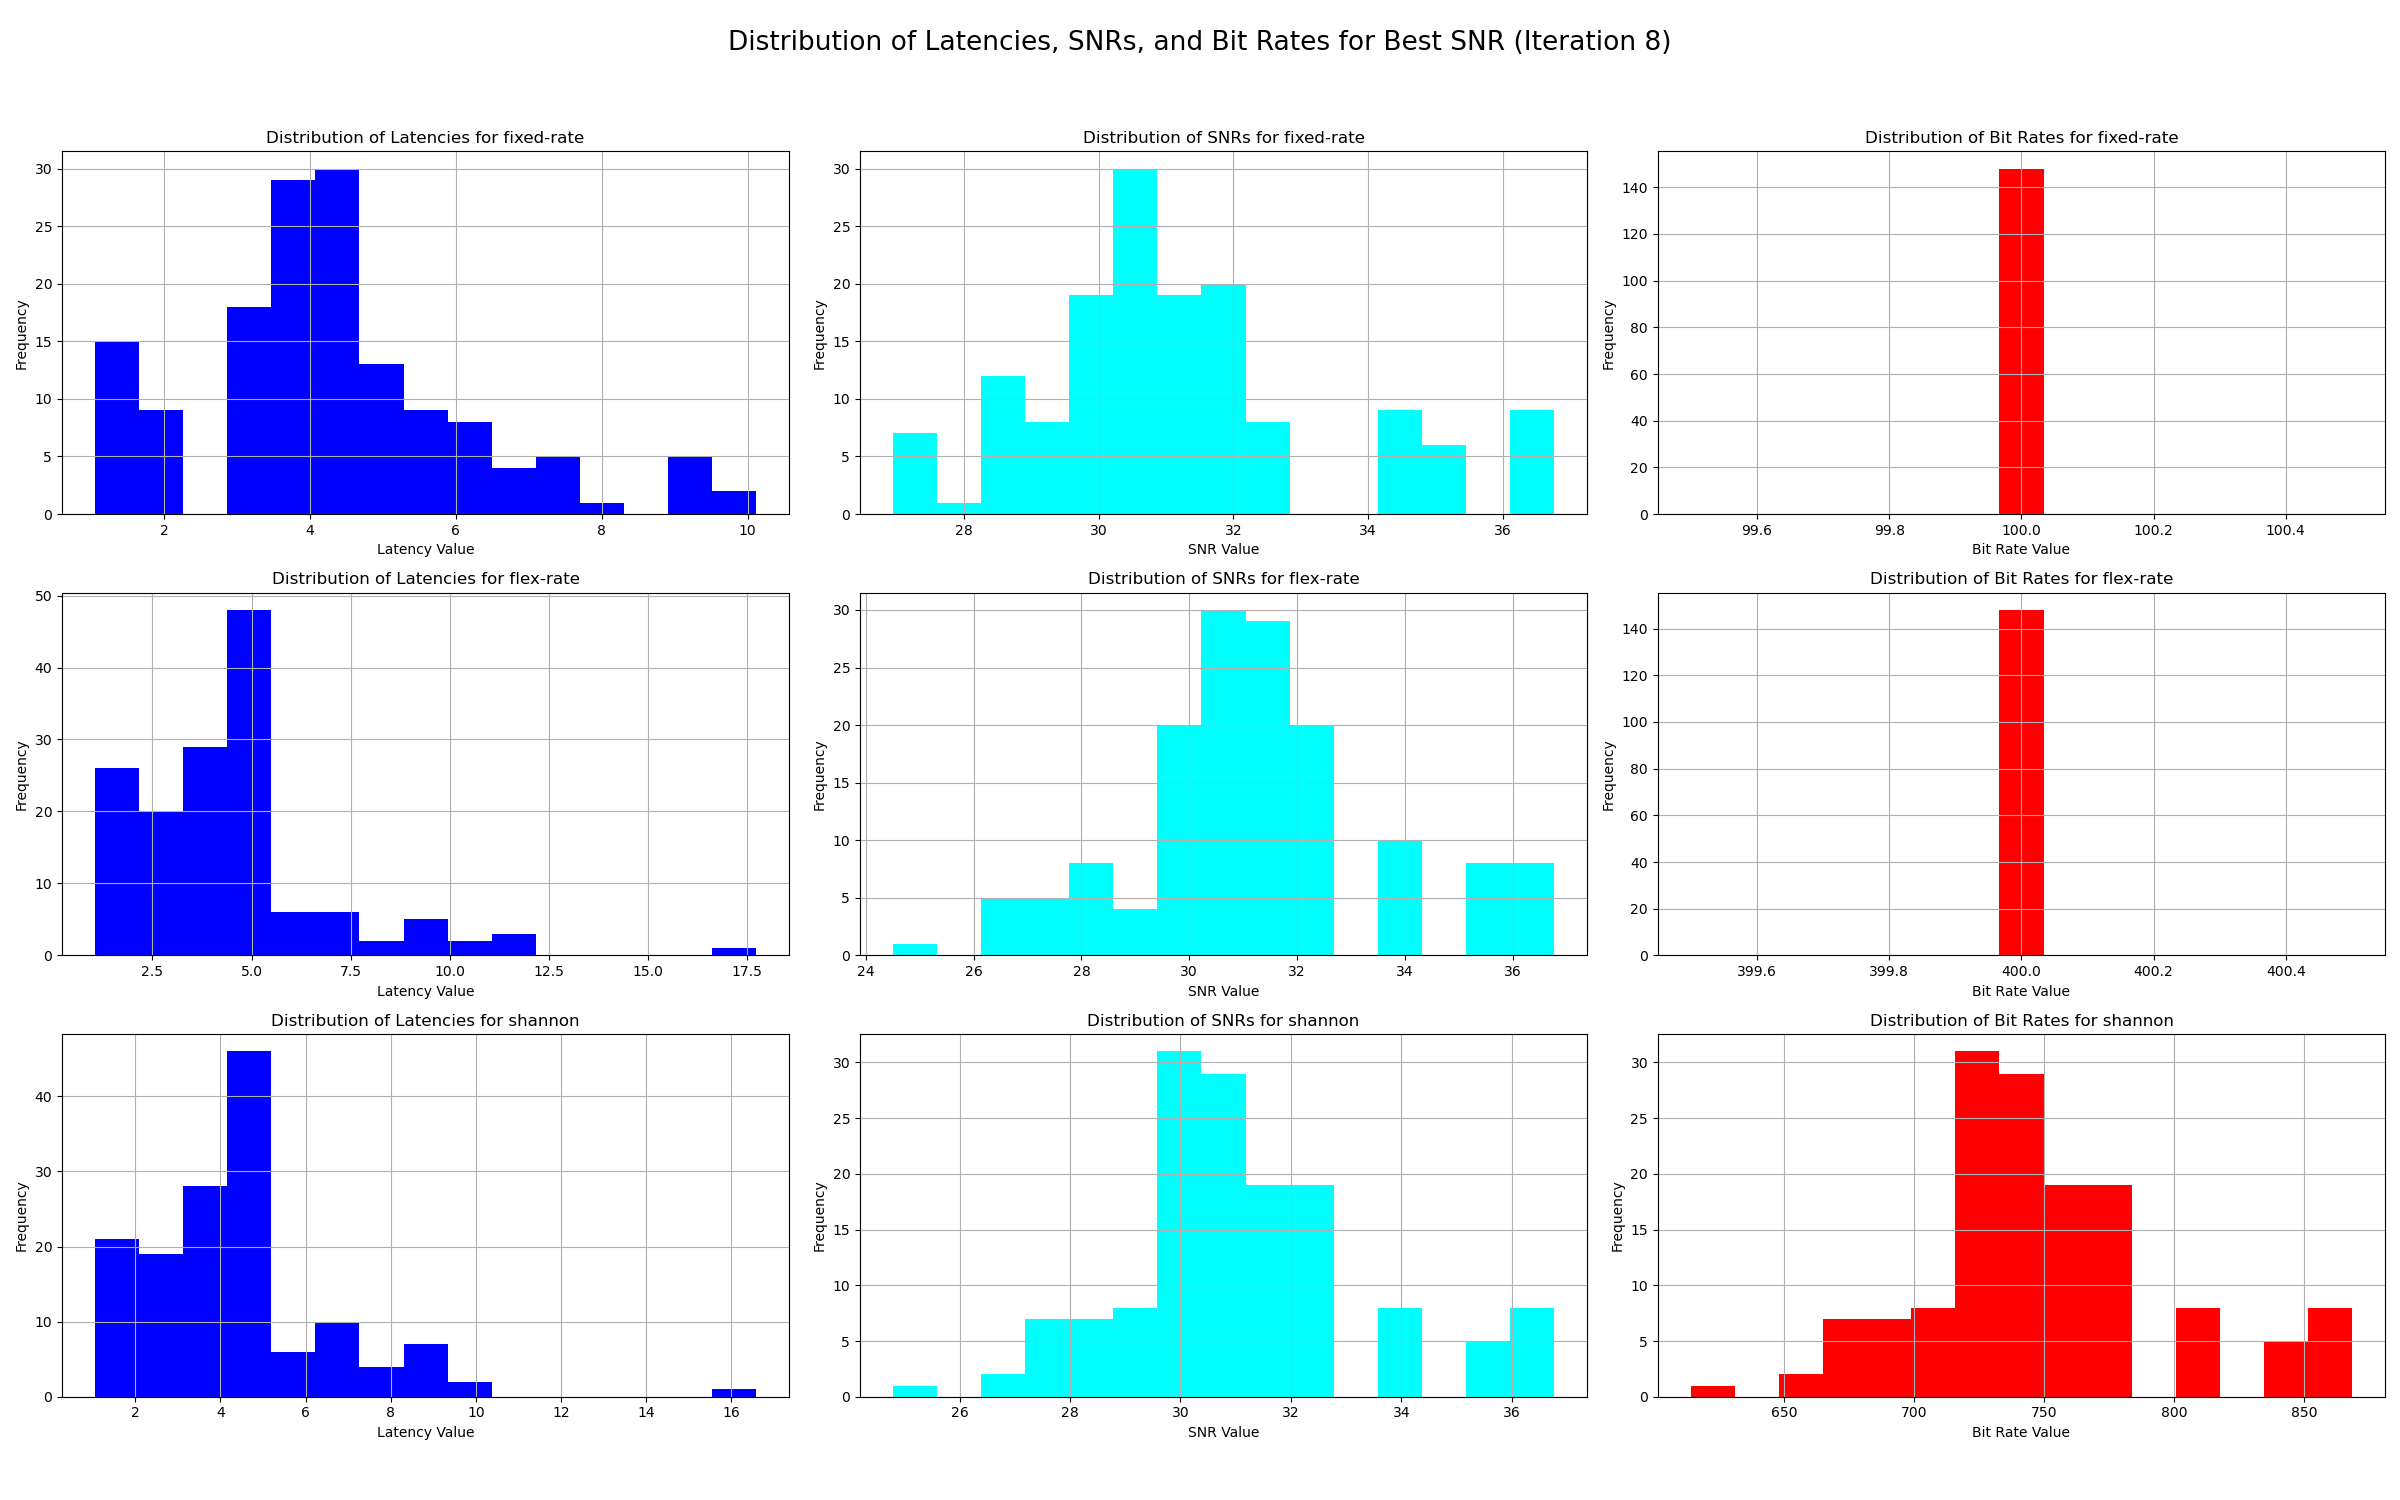 Distribution of Latencies, SNRs, and Bit Rates for Best SNR (Iteration 8)
Distribution of Latencies for fixed-rate
Frequency
30
25
20
15
10
5
0
2 4 6 8 10
Latency Value
Distribution of SNRs for fixed-rate
Frequency
30
25
20
15
10
5
0
28 30 32 34 36
SNR Value
Distribution of Bit Rates for fixed-rate
Frequency
140
120
100
80
60
40
20
0
99.6 99.8 100.0 100.2 100.4
Bit Rate Value
Distribution of Latencies for flex-rate
Frequency
50
40
30
20
10
0
2.5 5.0 7.5 10.0 12.5 15.0 17.5
Latency Value
Distribution of SNRs for flex-rate
Frequency
30
25
20
15
10
5
0
24 26 28 30 32 34 36
SNR Value
Distribution of Bit Rates for flex-rate
Frequency
140
120
100
80
60
40
20
0
399.6 399.8 400.0 400.2 400.4
Bit Rate Value
Distribution of Latencies for shannon
Frequency
40
30
20
10
0
2 4 6 8 10 12 14 16
Latency Value
Distribution of SNRs for shannon
Frequency
30
25
20
15
10
5
0
26 28 30 32 34 36
SNR Value
Distribution of Bit Rates for shannon
Frequency
30
25
20
15
10
5
0
650 700 750 800 850
Bit Rate Value